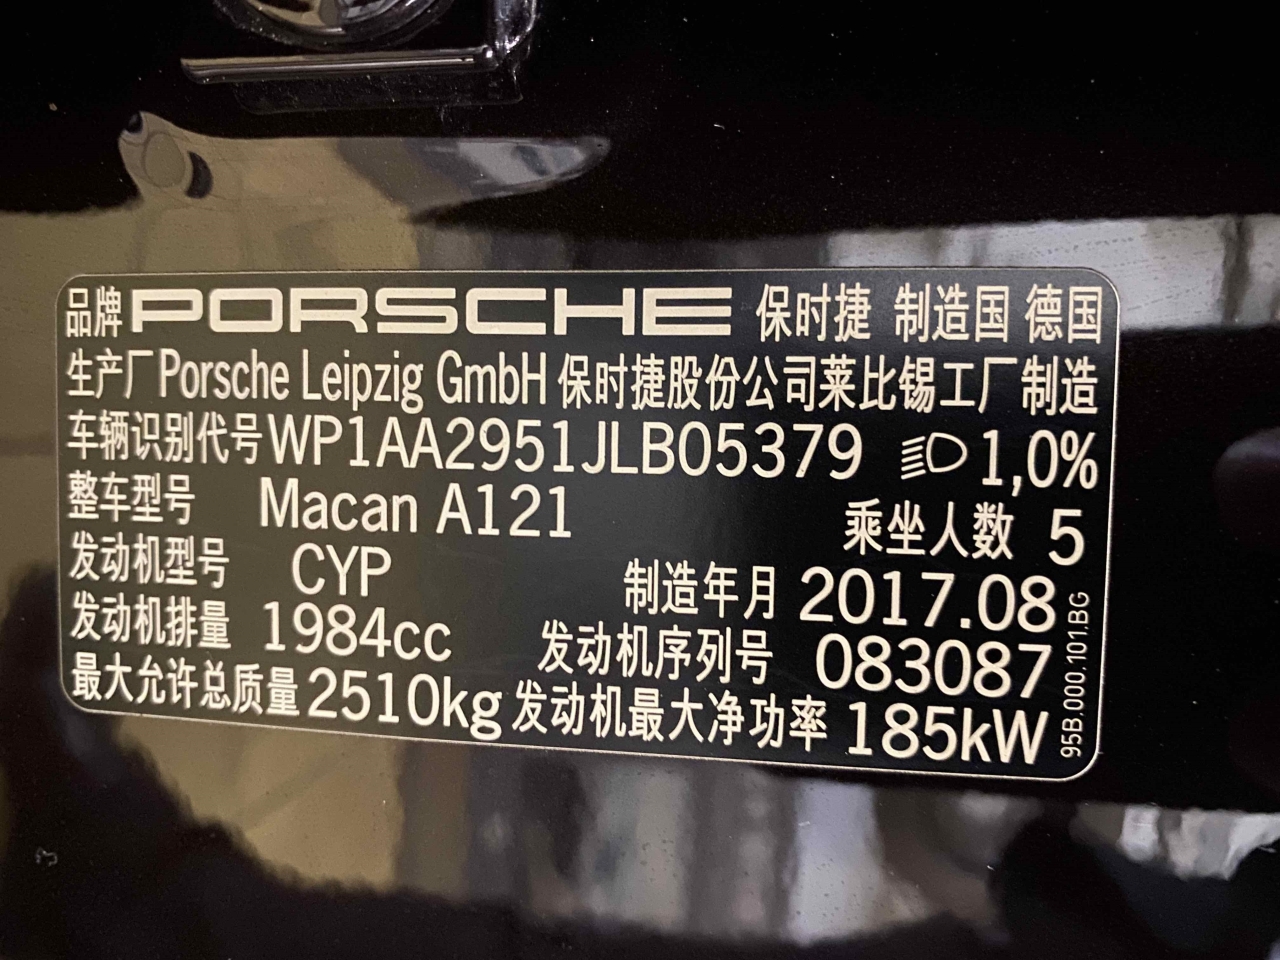 品牌 PORSCHE 保时捷 制造国 德国
生产厂 Porsche Leipzig GmbH 保时捷股份公司莱比锡工厂制造
车辆识别代号 WP1AA2951JLB05379 1,0%
整车型号 Macan A121 乘坐人数 5
发动机型号 CYP 制造年月 2017.08
发动机排量 1984cc 发动机序列号 083087
最大允许总质量 2510kg 发动机最大净功率 185kW
95B.000.101.BG